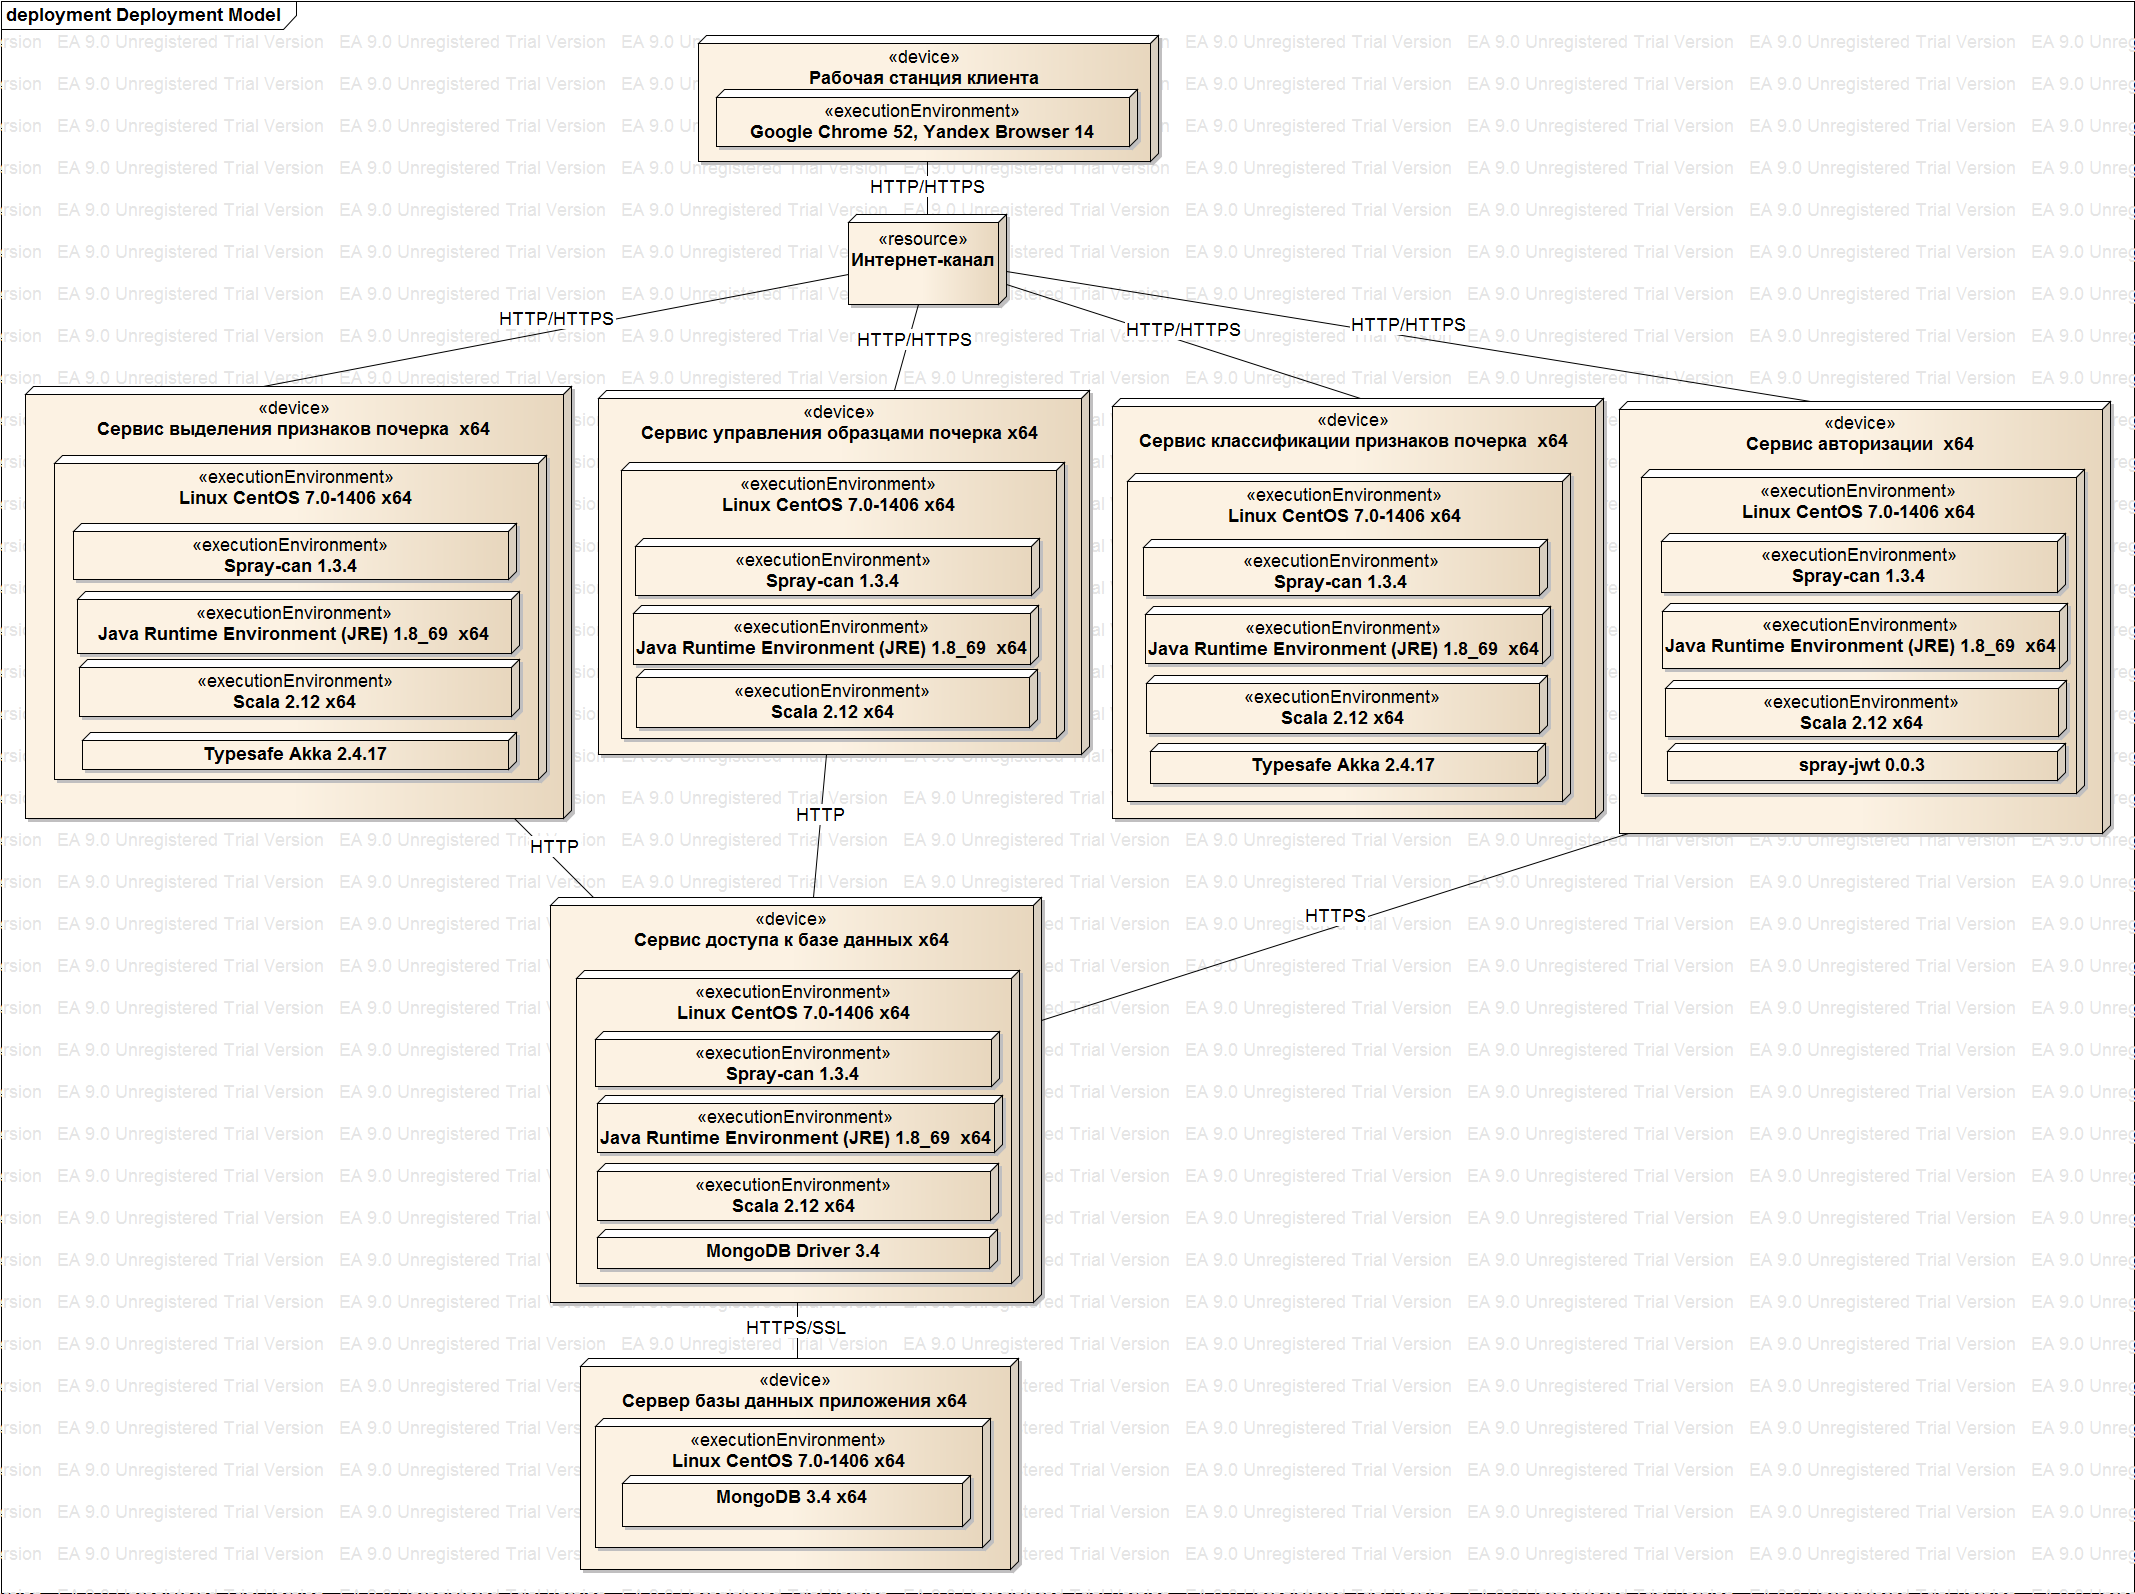 deployment Deployment Model
«device»
Рабочая станция клиента
«executionEnvironment»
Google Chrome 52, Yandex Browser 14
HTTP/HTTPS
«resource»
Интернет-канал
HTTP/HTTPS
HTTP/HTTPS
HTTP/HTTPS
HTTP/HTTPS
«device»
Сервис выделения признаков почерка x64
«executionEnvironment»
Linux CentOS 7.0-1406 x64
«executionEnvironment»
Spray-can 1.3.4
«executionEnvironment»
Java Runtime Environment (JRE) 1.8_69 x64
«executionEnvironment»
Scala 2.12 x64
Typesafe Akka 2.4.17
«device»
Сервис управления образцами почерка x64
«executionEnvironment»
Linux CentOS 7.0-1406 x64
«executionEnvironment»
Spray-can 1.3.4
«executionEnvironment»
Java Runtime Environment (JRE) 1.8_69 x64
«executionEnvironment»
Scala 2.12 x64
«device»
Сервис классификации признаков почерка x64
«executionEnvironment»
Linux CentOS 7.0-1406 x64
«executionEnvironment»
Spray-can 1.3.4
«executionEnvironment»
Java Runtime Environment (JRE) 1.8_69 x64
«executionEnvironment»
Scala 2.12 x64
Typesafe Akka 2.4.17
«device»
Сервис авторизации x64
«executionEnvironment»
Linux CentOS 7.0-1406 x64
«executionEnvironment»
Spray-can 1.3.4
«executionEnvironment»
Java Runtime Environment (JRE) 1.8_69 x64
«executionEnvironment»
Scala 2.12 x64
spray-jwt 0.0.3
HTTP
HTTP
HTTPS
«device»
Сервис доступа к базе данных x64
«executionEnvironment»
Linux CentOS 7.0-1406 x64
«executionEnvironment»
Spray-can 1.3.4
«executionEnvironment»
Java Runtime Environment (JRE) 1.8_69 x64
«executionEnvironment»
Scala 2.12 x64
MongoDB Driver 3.4
HTTPS/SSL
«device»
Сервер базы данных приложения x64
«executionEnvironment»
Linux CentOS 7.0-1406 x64
MongoDB 3.4 x64
EA 9.0 Unregistered Trial Version